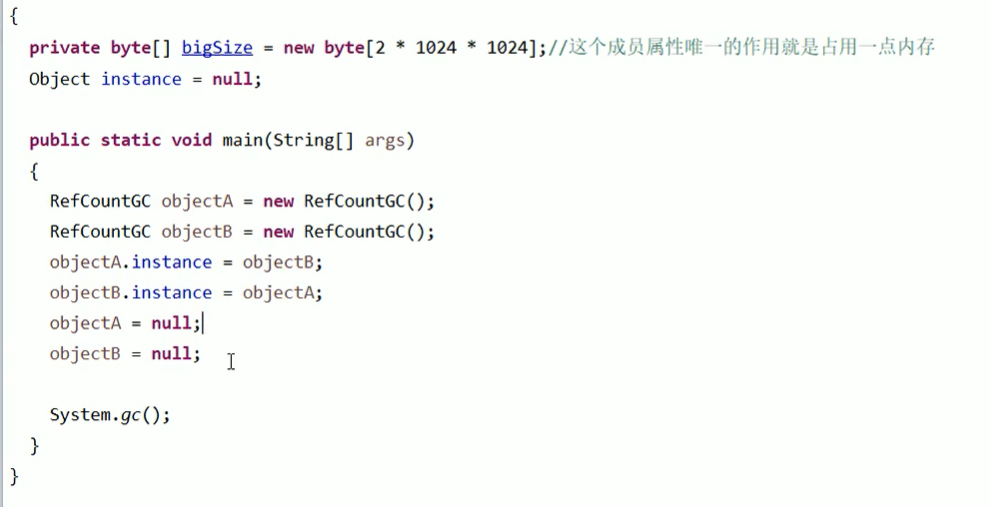 {
private byte[] bigSize = new byte[2 * 1024 * 1024];//这个成员属性唯一的作用就是占用一点内存
Object instance = null;
public static void main(String[] args)
{
RefCountGC objectA = new RefCountGC();
RefCountGC objectB = new RefCountGC();
objectA.instance = objectB;
objectB.instance = objectA;
objectA = null;
objectB = null;
System.gc();
}
}